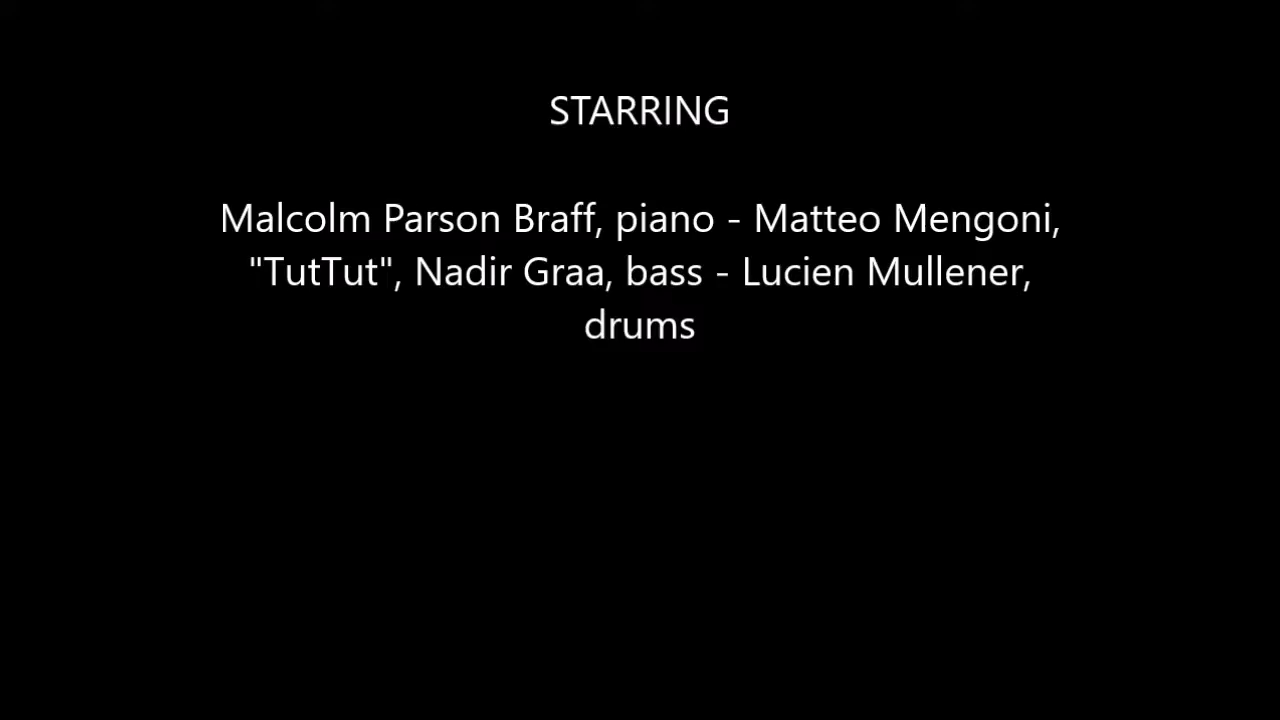 STARRING
Malcolm Parson Braff, piano - Matteo Mengoni,
"TutTut", Nadir Graa, bass - Lucien Mullener,
drums